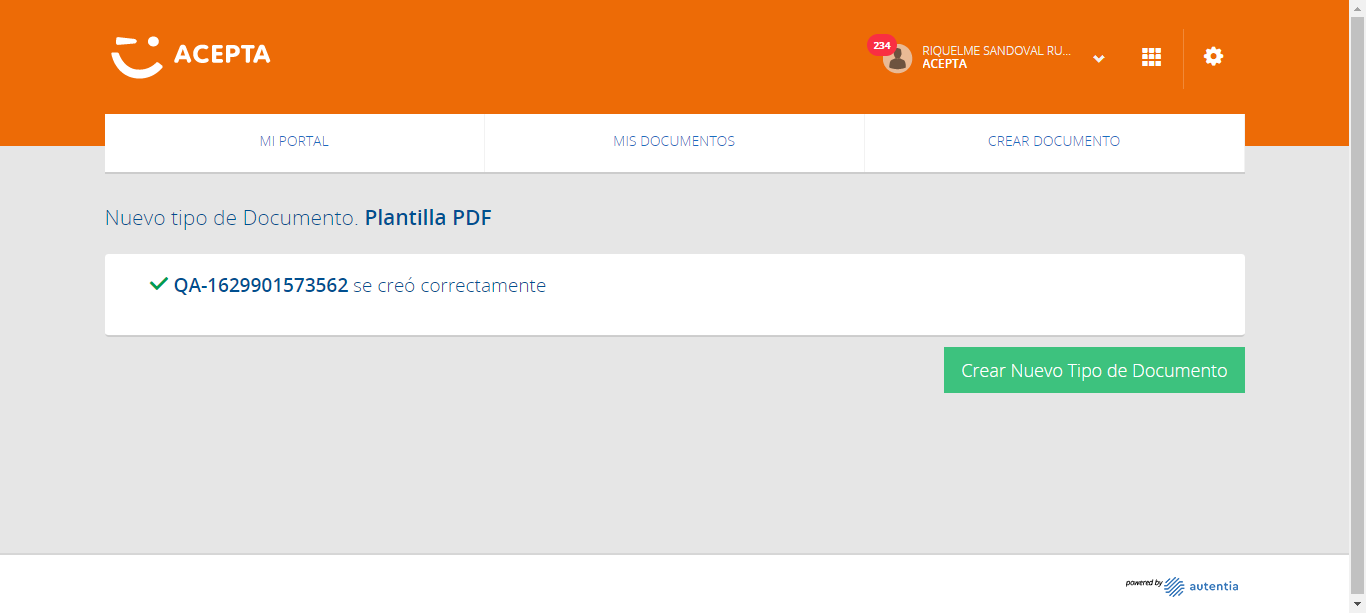 ACEPTA
234
RIQUELME SANDOVAL RU...
ACEPTA
MI PORTAL
MIS DOCUMENTOS
CREAR DOCUMENTO
Nuevo tipo de Documento. Plantilla PDF
QA-1629901573562 se creó correctamente
Crear Nuevo Tipo de Documento
powered by autentia